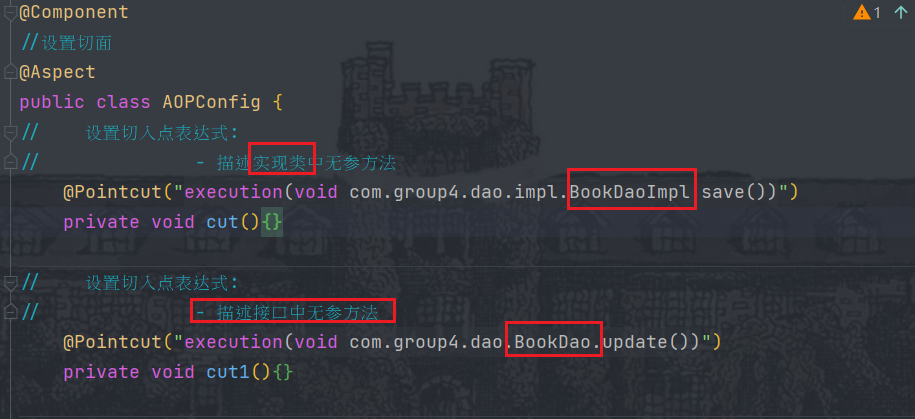 @Component
1
//设置切面
@Aspect
public class AOPConfig {
// 设置切入点表达式:
// - 描述实现类中无参方法
@Pointcut("execution(void com.group4.dao.impl.BookDaoImpl save())")
private void cut(){}
// 设置切入点表达式:
// - 描述接口中无参方法
@Pointcut("execution(void com.group4.dao.BookDao.update())")
private void cut1(){}